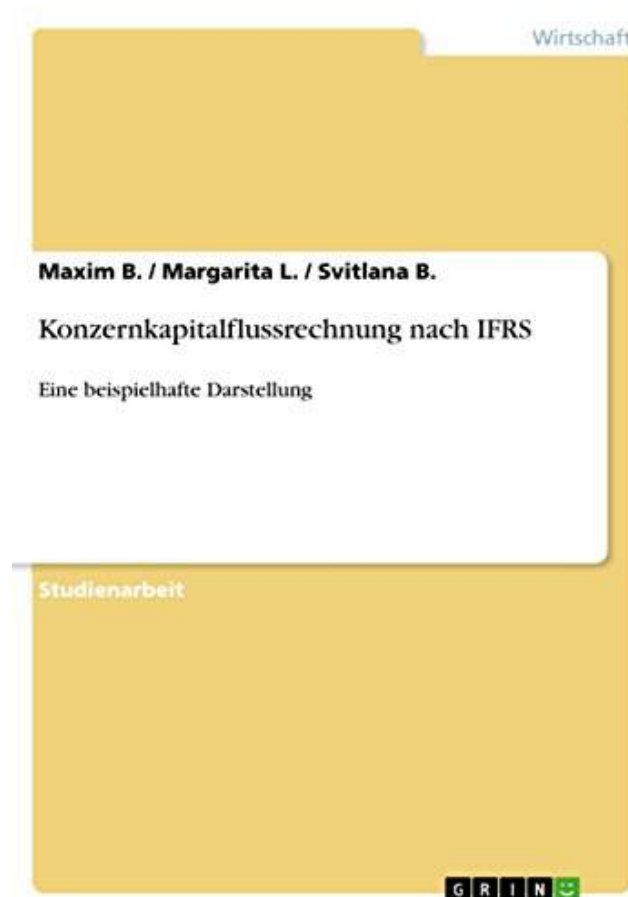 Wirtschaft
Maxim B. / Margarita L. / Svitlana B.
Konzernkapitalflussrechnung nach IFRS
Eine beispielhafte Darstellung
Studienarbeit
GRIN